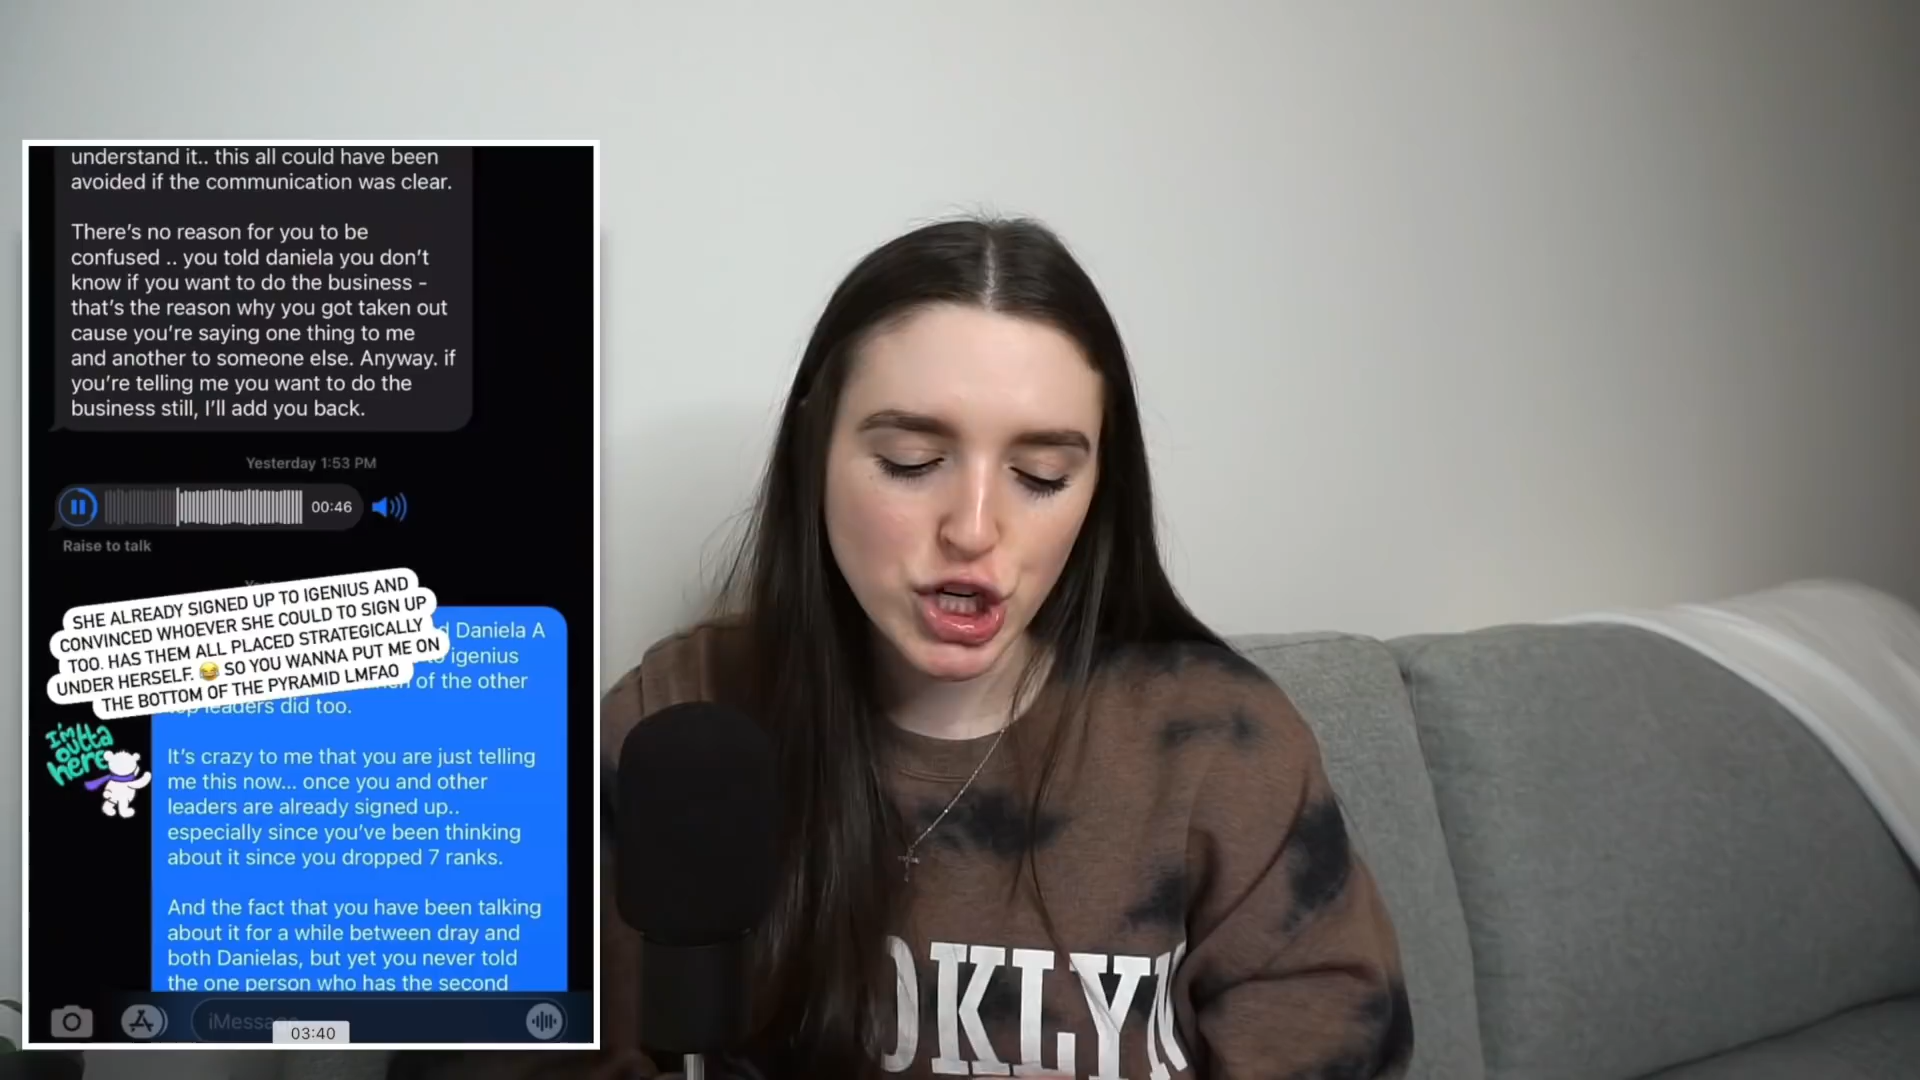 understand it.. this all could have been
avoided if the communication was clear.
There's no reason for you to be
confused .. you told daniela you don't
know if you want to do the business -
that's the reason why you got taken out
cause you're saying one thing to me
and another to someone else. Anyway. if
you're telling me you want to do the
business still, I'll add you back.
Yesterday 1:53 PM
00:46
Raise to talk
SHE ALREADY SIGNED UP TO IGENIUS AND
CONVINCED WHOEVER SHE COULD TO SIGN UP
TOO. HAS THEM ALL PLACED STRATEGICALLY
UNDER HERSELF. 😂 SO YOU WANNA PUT ME ON
THE BOTTOM OF THE PYRAMID LMFAO
I'm
outta
here
Daniela A
igenius
of the other
leaders did too.
It's crazy to me that you are just telling
me this now... once you and other
leaders are already signed up..
especially since you've been thinking
about it since you dropped 7 ranks.
And the fact that you have been talking
about it for a while between dray and
both Danielas, but yet you never told
the one person who has the second
iMessage
03:40
OKLYN